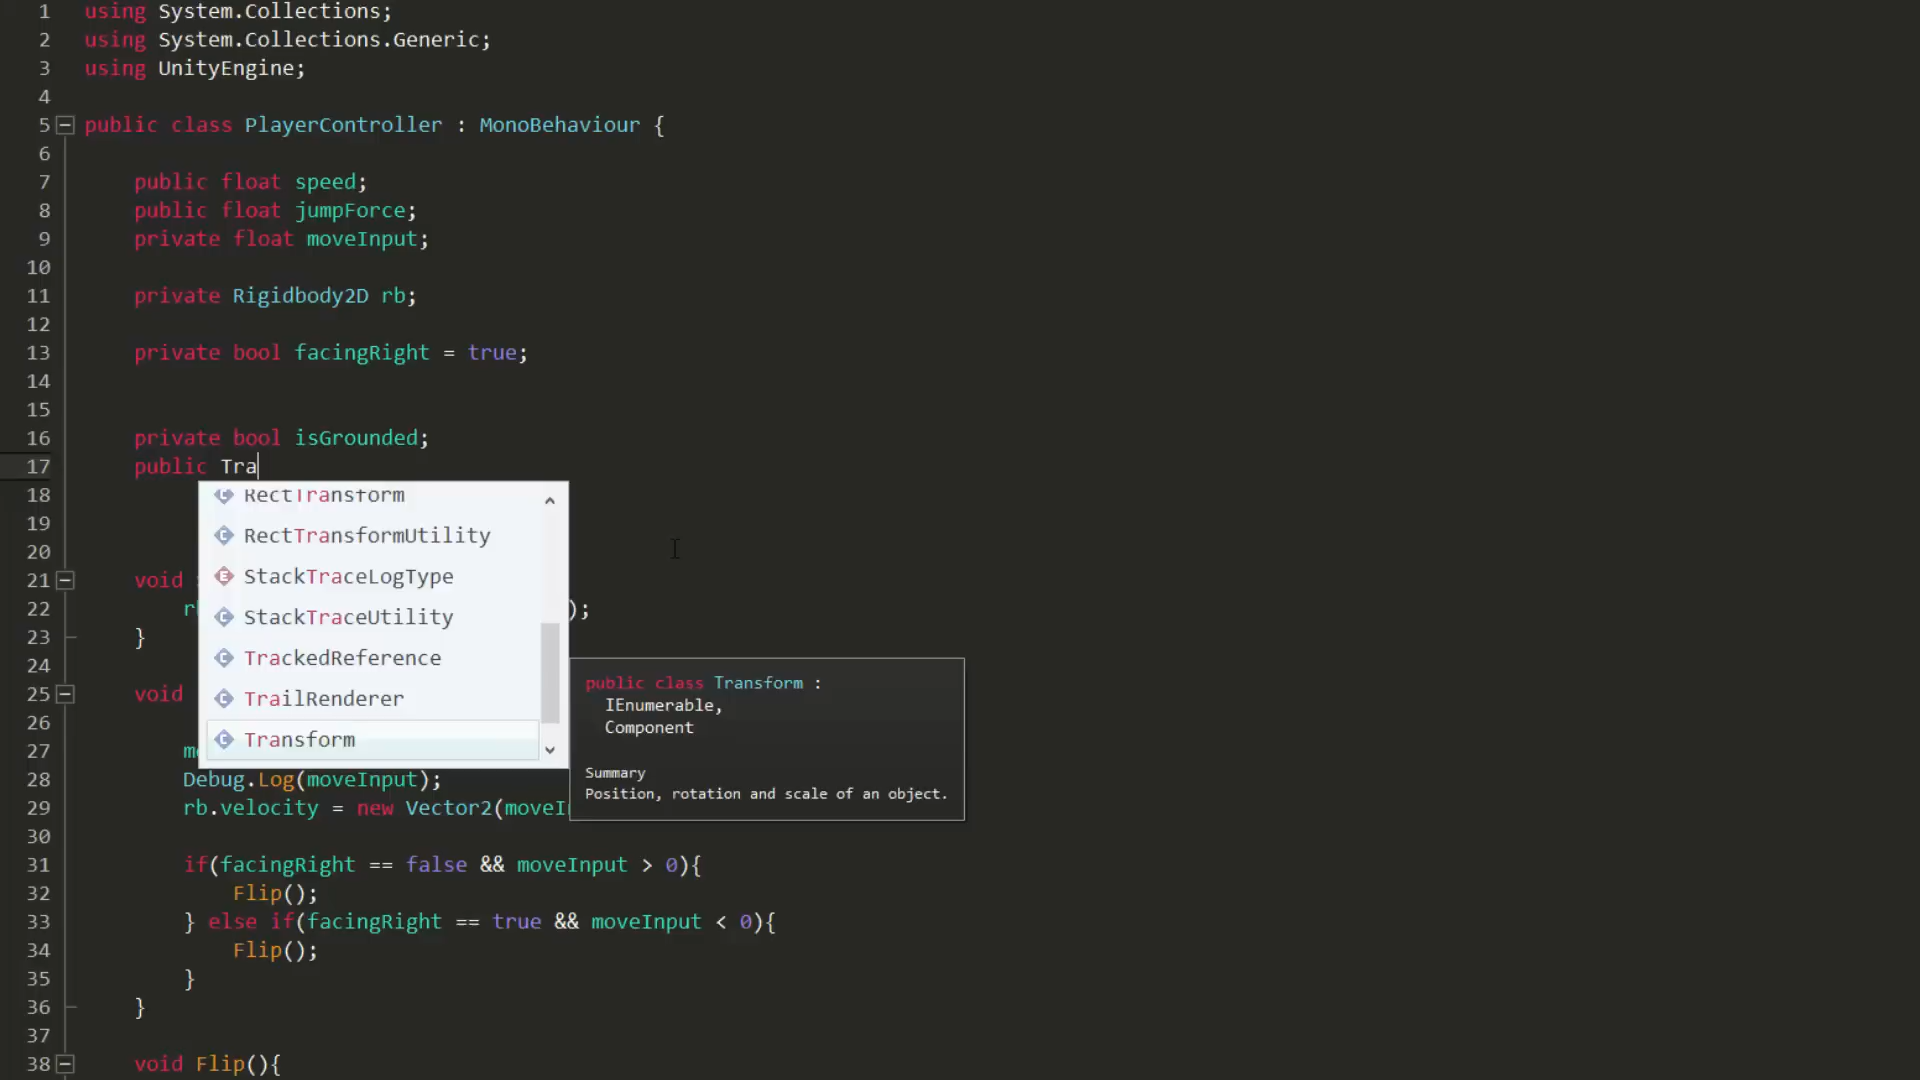 1 using System.Collections;
2 using System.Collections.Generic;
3 using UnityEngine;
4
5 public class PlayerController : MonoBehaviour {
6
7 public float speed;
8 public float jumpForce;
9 private float moveInput;
10
11 private Rigidbody2D rb;
12
13 private bool facingRight = true;
14
15
16 private bool isGrounded;
17 public Tra
18
19
20
RectTransform
RectTransformUtility
StackTraceLogType
StackTraceUtility
TrackedReference
TrailRenderer
Transform
public class Transform :
IEnumerable,
Component
Summary
Position, rotation and scale of an object.
21 void
22 );
23 }
24
25 void
26
27
28 Debug.Log(moveInput);
29 rb.velocity = new Vector2(moveI
30
31 if(facingRight == false && moveInput > 0){
32 Flip();
33 } else if(facingRight == true && moveInput < 0){
34 Flip();
35 }
36 }
37
38 void Flip(){